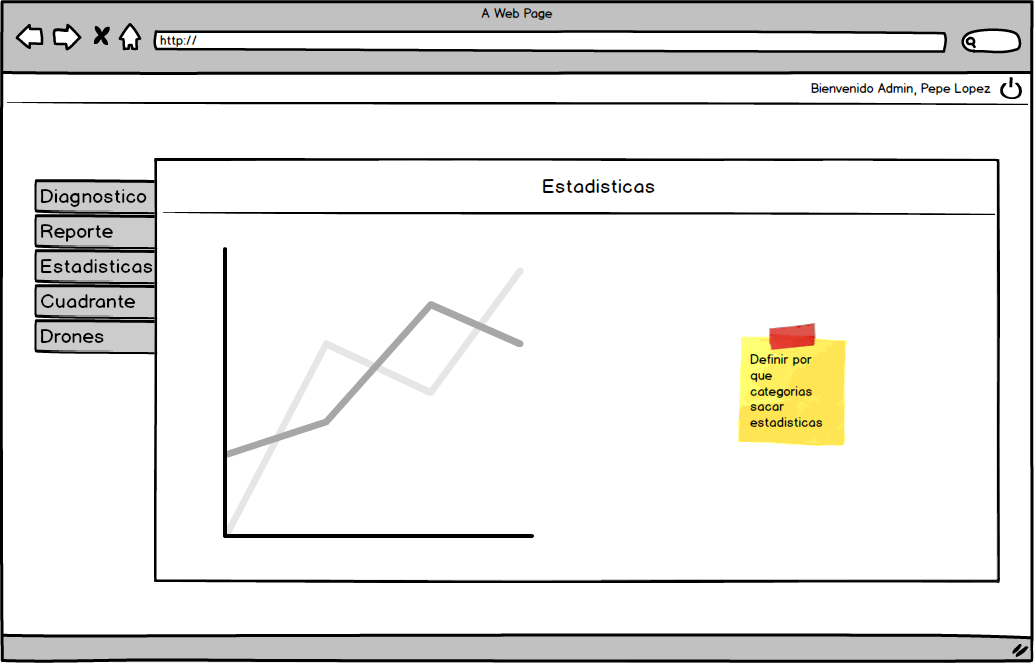 A Web Page
http://
Bienvenido Admin, Pepe Lopez
Estadisticas
Diagnostico
Reporte
Estadisticas
Cuadrante
Drones
Definir por
que
categorias
sacar
estadisticas